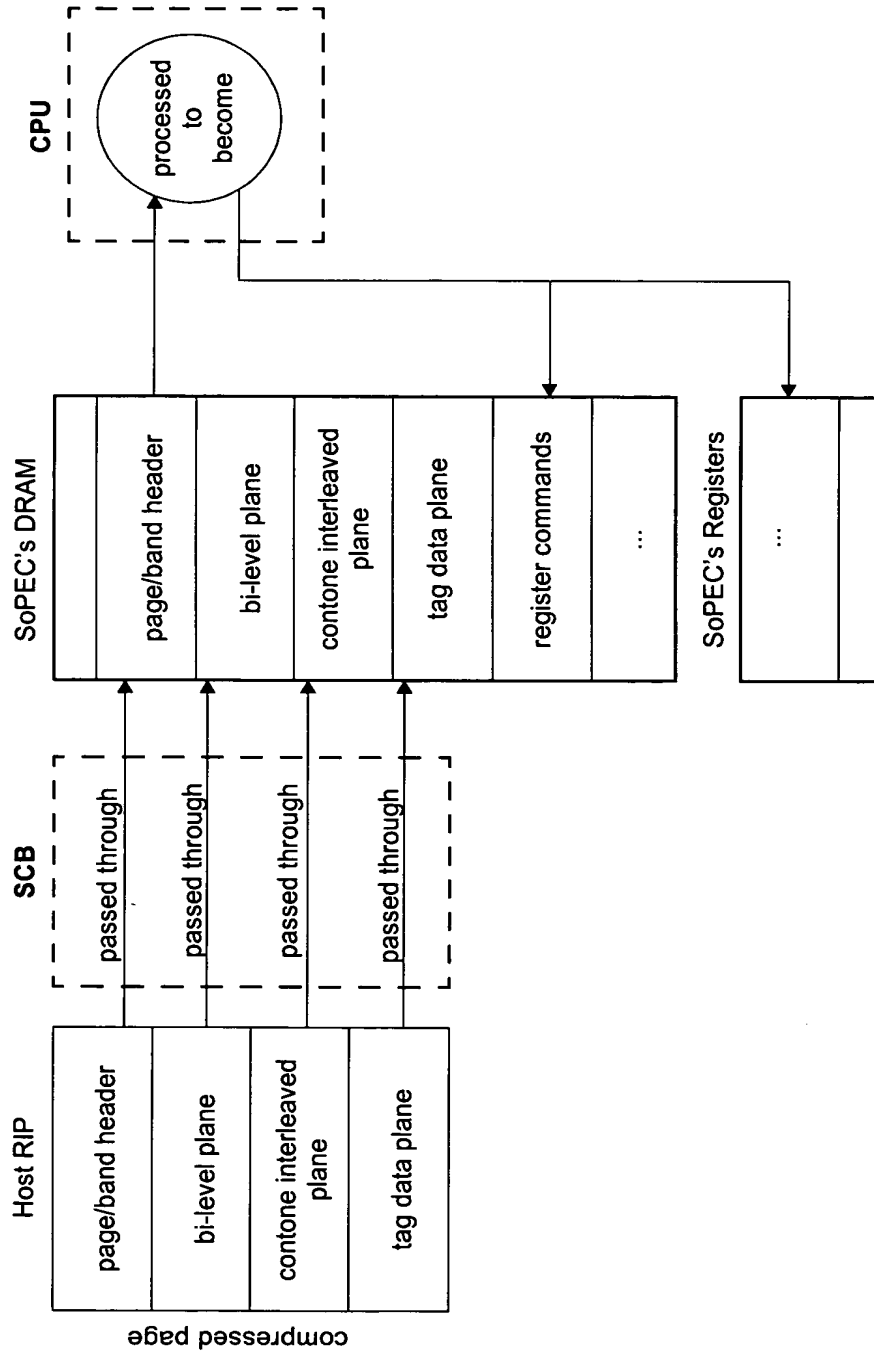 Host RIP
compressed page
page/band header
bi-level plane
contone interleaved
plane
tag data plane
SCB
passed through
passed through
passed through
passed through
SoPEC's DRAM
page/band header
bi-level plane
contone interleaved
plane
tag data plane
register commands
...
CPU
processed
to
become
SoPEC's Registers
...